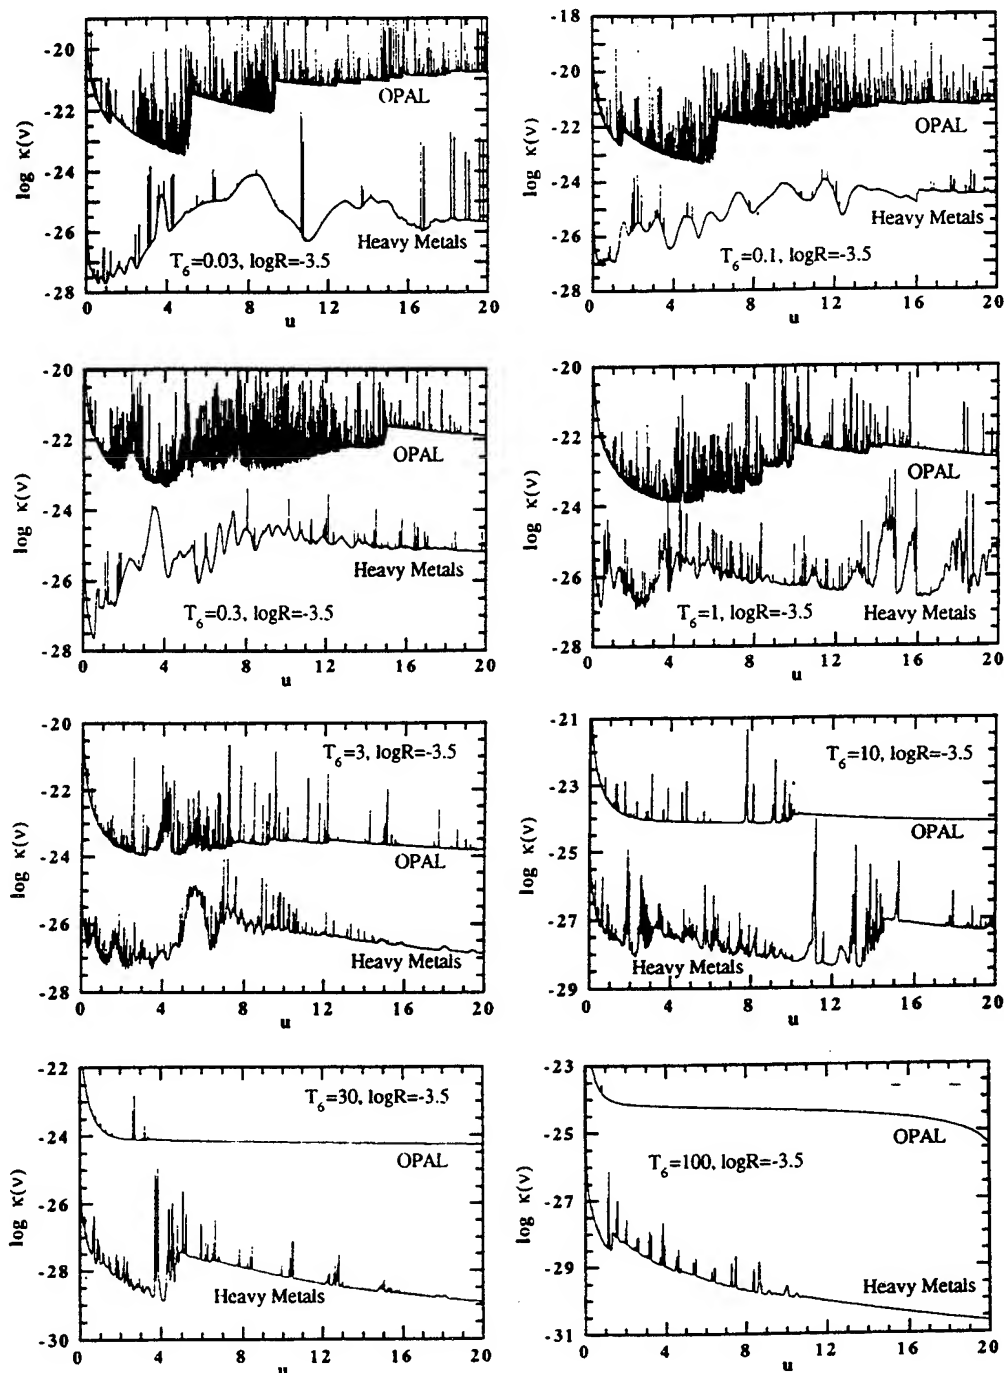 -20
-22
-24
-26
-28
log κ(ν)
OPAL
Heavy Metals
T6=0.03, logR=-3.5
0 4 8 12 16 20
u
-18
-20
-22
-24
-26
-28
log κ(ν)
OPAL
Heavy Metals
T6=0.1, logR=-3.5
0 4 8 12 16 20
u
-20
-22
-24
-26
-28
log κ(ν)
OPAL
Heavy Metals
T6=0.3, logR=-3.5
0 4 8 12 16 20
u
-20
-22
-24
-26
-28
log κ(ν)
OPAL
T6=1, logR=-3.5
Heavy Metals
0 4 8 12 16 20
u
-20
-22
-24
-26
-28
log κ(ν)
T6=3, logR=-3.5
OPAL
Heavy Metals
0 4 8 12 16 20
u
-21
-23
-25
-27
-29
log κ(ν)
T6=10, logR=-3.5
OPAL
Heavy Metals
0 4 8 12 16 20
u
-22
-24
-26
-28
-30
log κ(ν)
T6=30, logR=-3.5
OPAL
Heavy Metals
0 4 8 12 16 20
u
-23
-25
-27
-29
-31
log κ(ν)
OPAL
T6=100, logR=-3.5
Heavy Metals
0 4 8 12 16 20
u